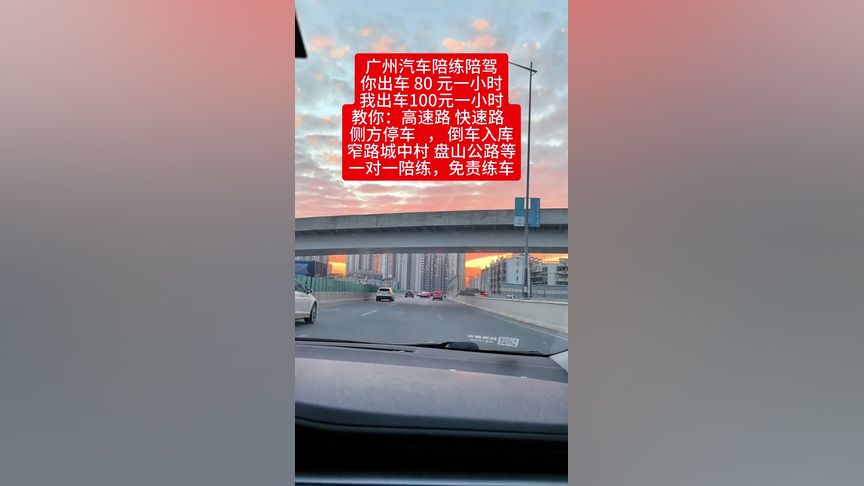 广州汽车陪练陪驾
你出车 80 元一小时
我出车100元一小时
教你：高速路 快速路
侧方停车 ，倒车入库
窄路城中村 盘山公路等
一对一陪练，免责练车